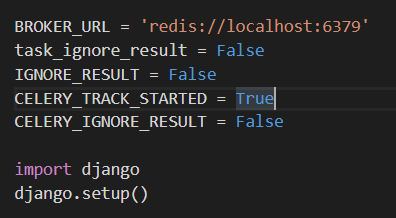 BROKER_URL = 'redis://localhost:6379'
task_ignore_result = False
IGNORE_RESULT = False
CELERY_TRACK_STARTED = True
CELERY_IGNORE_RESULT = False
import django
django.setup()